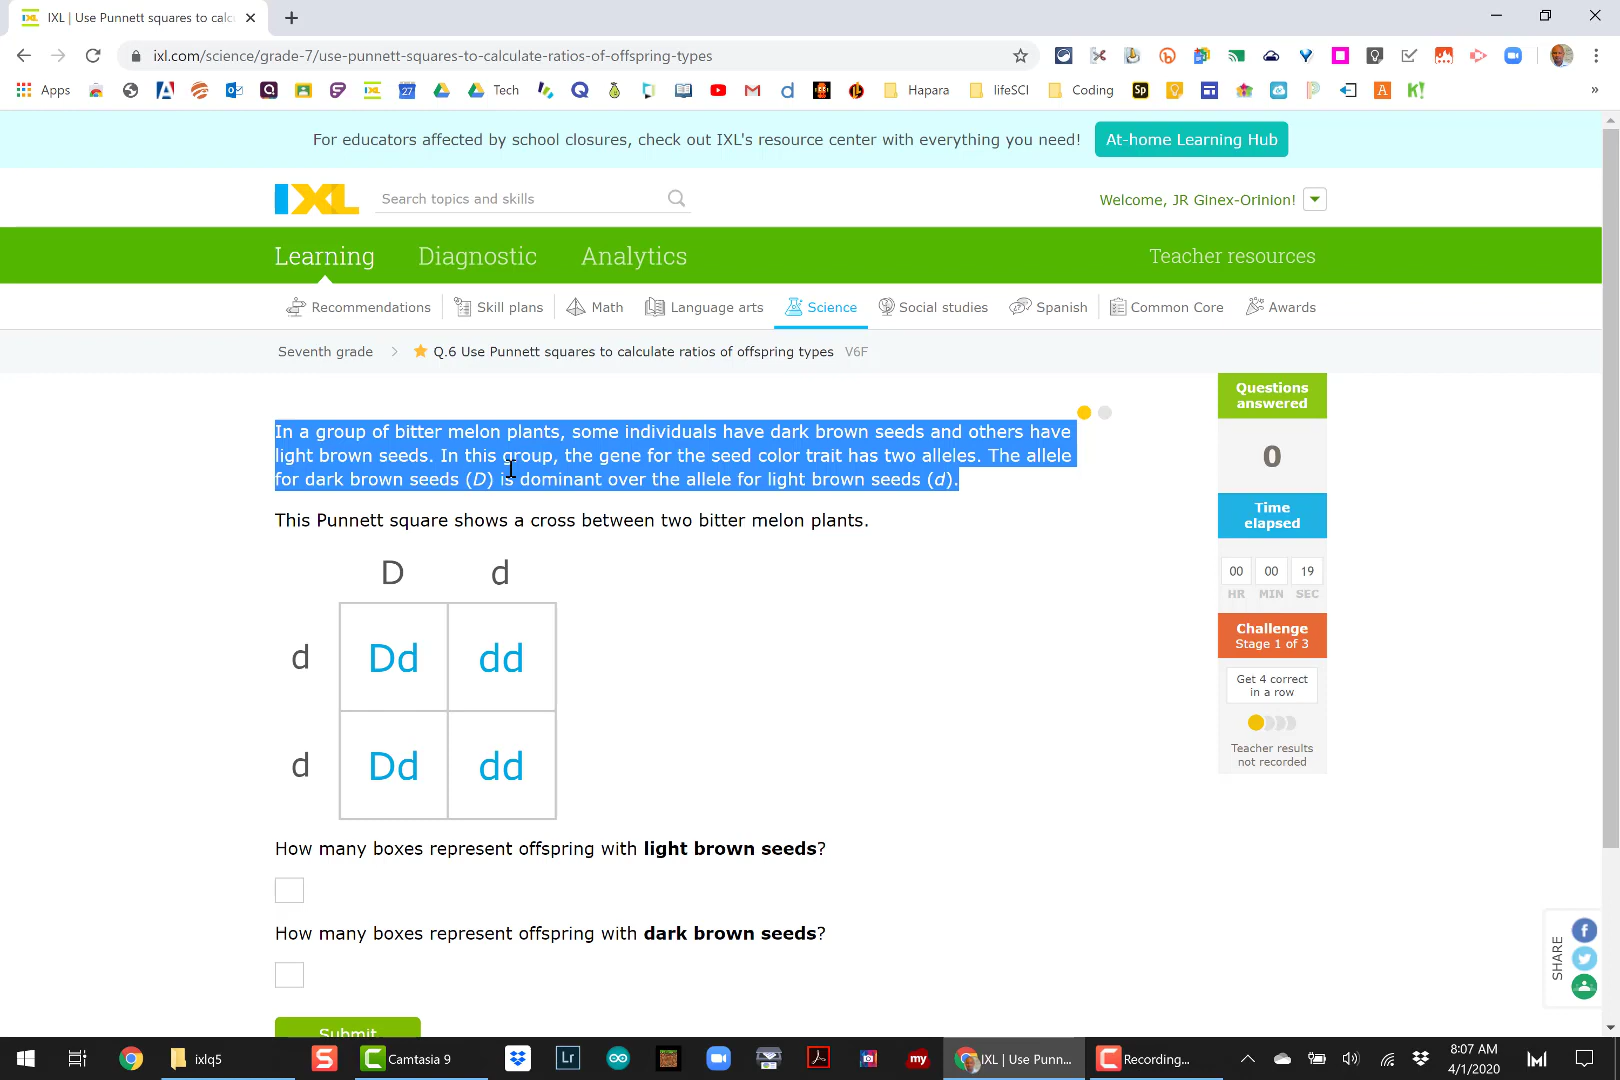 IXL | Use Punnett squares to calc
ixl.com/science/grade-7/use-punnett-squares-to-calculate-ratios-of-offspring-types
Apps
27
Tech
Hapara
lifeSCI
Coding
Sp
K!
»
For educators affected by school closures, check out IXL's resource center with everything you need!
At-home Learning Hub
IXL
Search topics and skills
Welcome, JR Ginex-Orinion!
Learning
Diagnostic
Analytics
Teacher resources
Recommendations
Skill plans
Math
Language arts
Science
Social studies
Spanish
Common Core
Awards
Seventh grade > Q.6 Use Punnett squares to calculate ratios of offspring types V6F
In a group of bitter melon plants, some individuals have dark brown seeds and others have
light brown seeds. In this group, the gene for the seed color trait has two alleles. The allele
for dark brown seeds (D) is dominant over the allele for light brown seeds (d).
This Punnett square shows a cross between two bitter melon plants.
D d
d Dd dd
d Dd dd
How many boxes represent offspring with light brown seeds?
How many boxes represent offspring with dark brown seeds?
Submit
Questions
answered
0
Time
elapsed
00 00 19
HR MIN SEC
Challenge
Stage 1 of 3
Get 4 correct
in a row
Teacher results
not recorded
SHARE
ixlq5
Camtasia 9
Lr
my
IXL | Use Punn...
Recording...
8:07 AM
4/1/2020